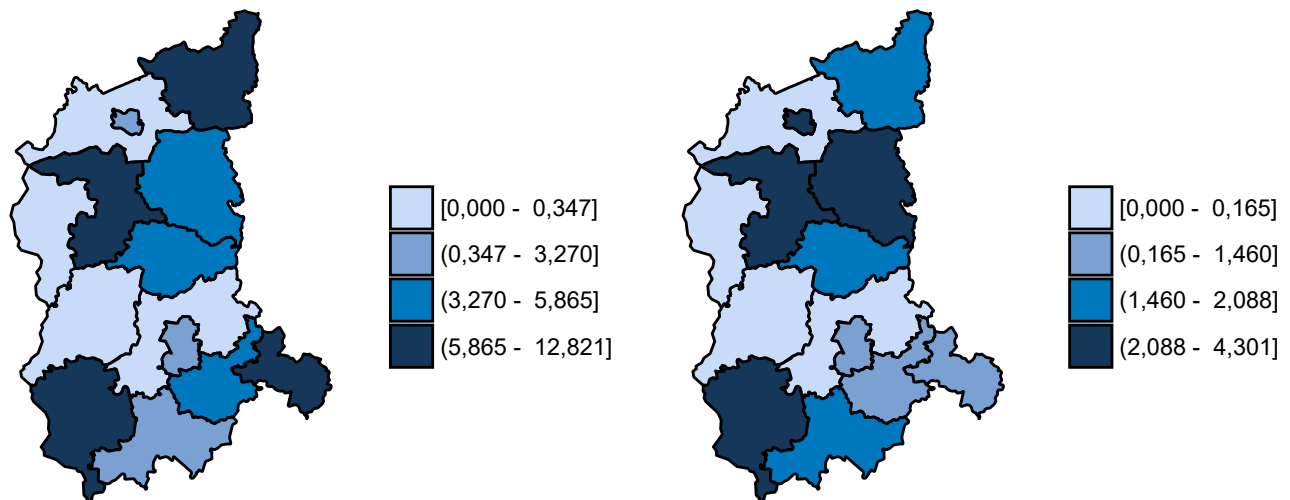 [0,000 -  0,347]
(0,347 -  3,270]
(3,270 -  5,865]
(5,865 - 12,821]
[0,000 -  0,165]
(0,165 -  1,460]
(1,460 -  2,088]
(2,088 -  4,301]